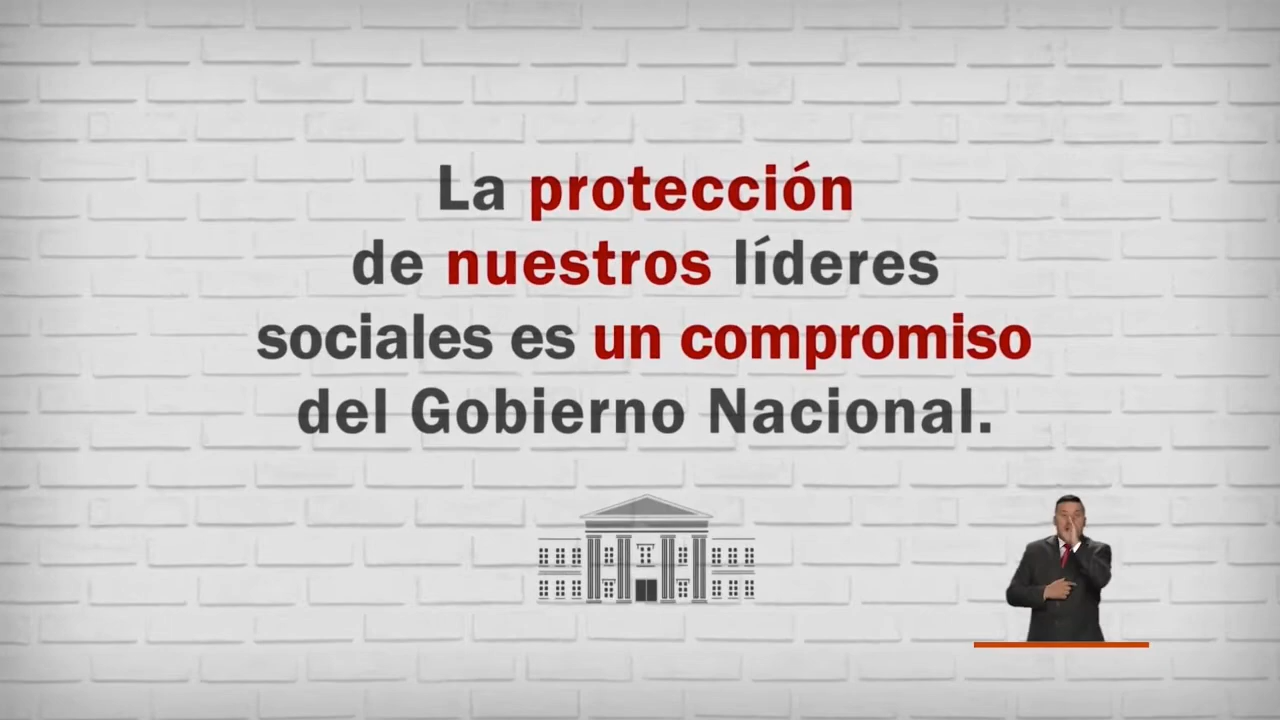 La protección
de nuestros líderes
sociales es un compromiso
del Gobierno Nacional.